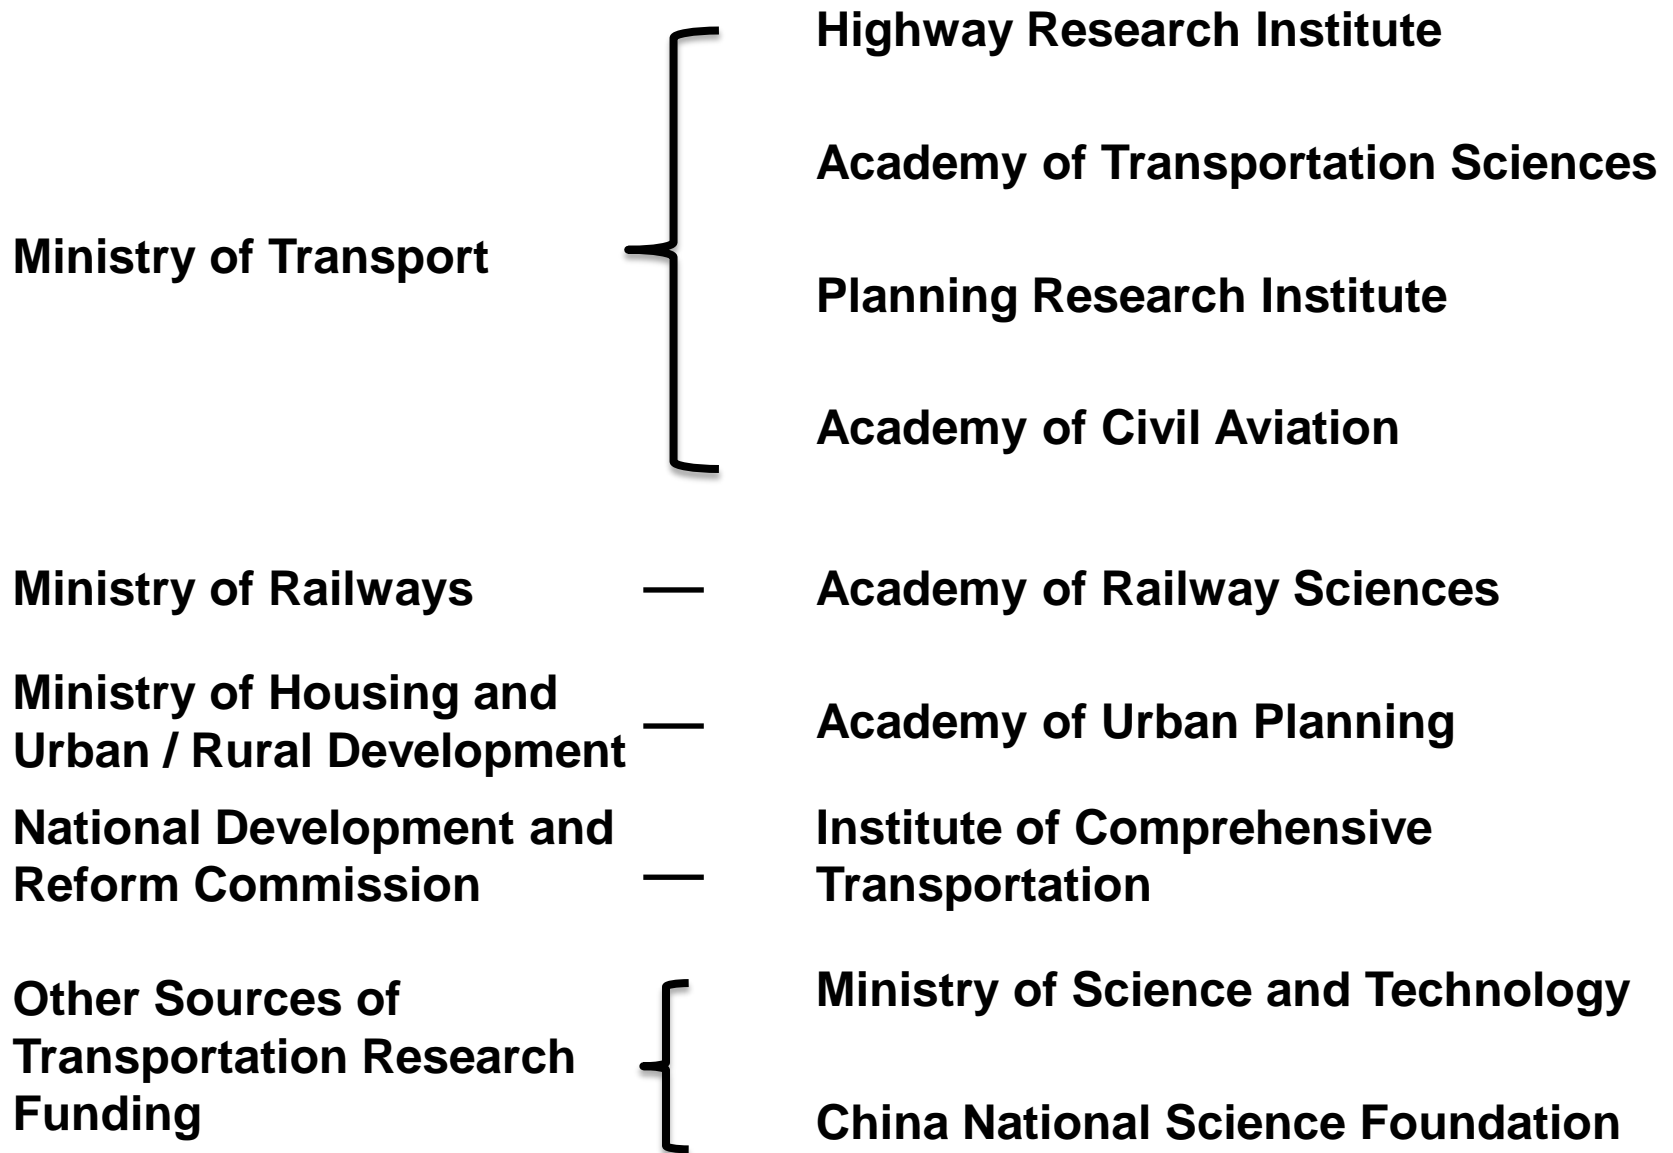 Highway Research Institute
Academy of Transportation Sciences
Ministry of Transport
Planning Research Institute
Academy of Civil Aviation
Ministry of Railways — Academy of Railway Sciences
Ministry of Housing and
Urban / Rural Development — Academy of Urban Planning
National Development and
Reform Commission — Institute of Comprehensive
Transportation
Other Sources of
Transportation Research
Funding
Ministry of Science and Technology
China National Science Foundation